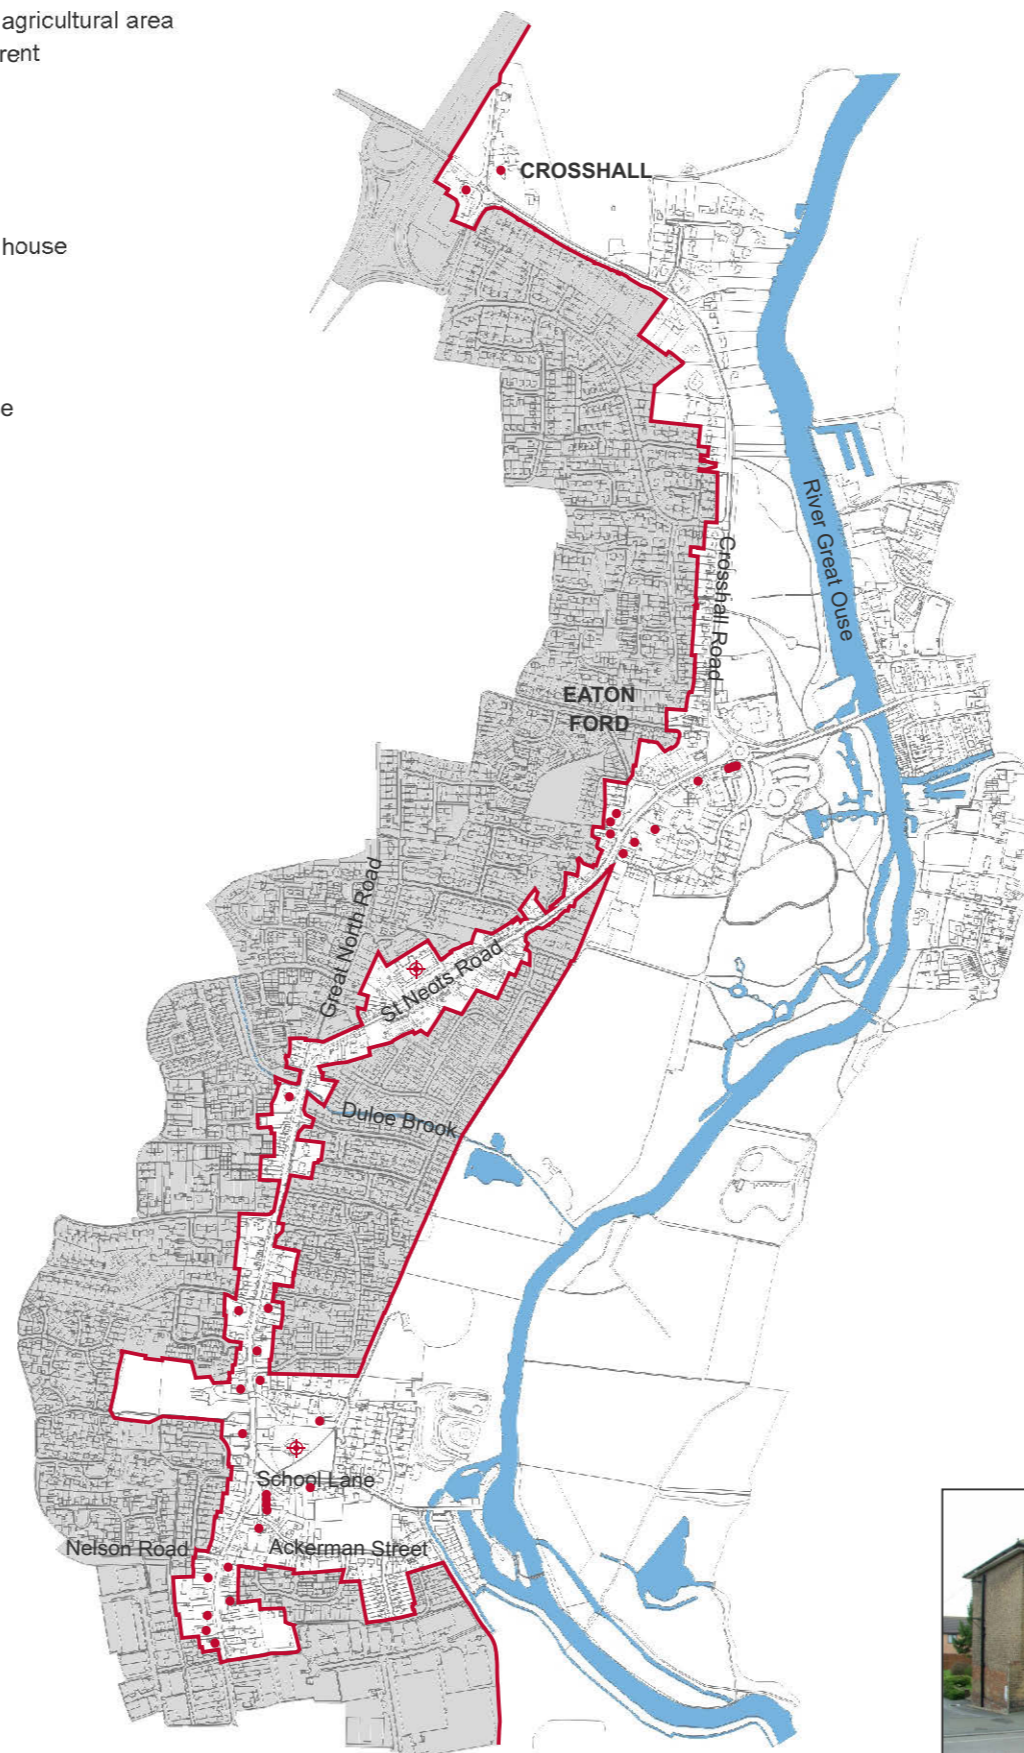 agricultural area
rent
house
e
CROSSHALL
River Great Ouse
Crosshall Road
EATON
FORD
Great North Road
St Neots Road
Duloe Brook
School Lane
Nelson Road
Ackerman Street